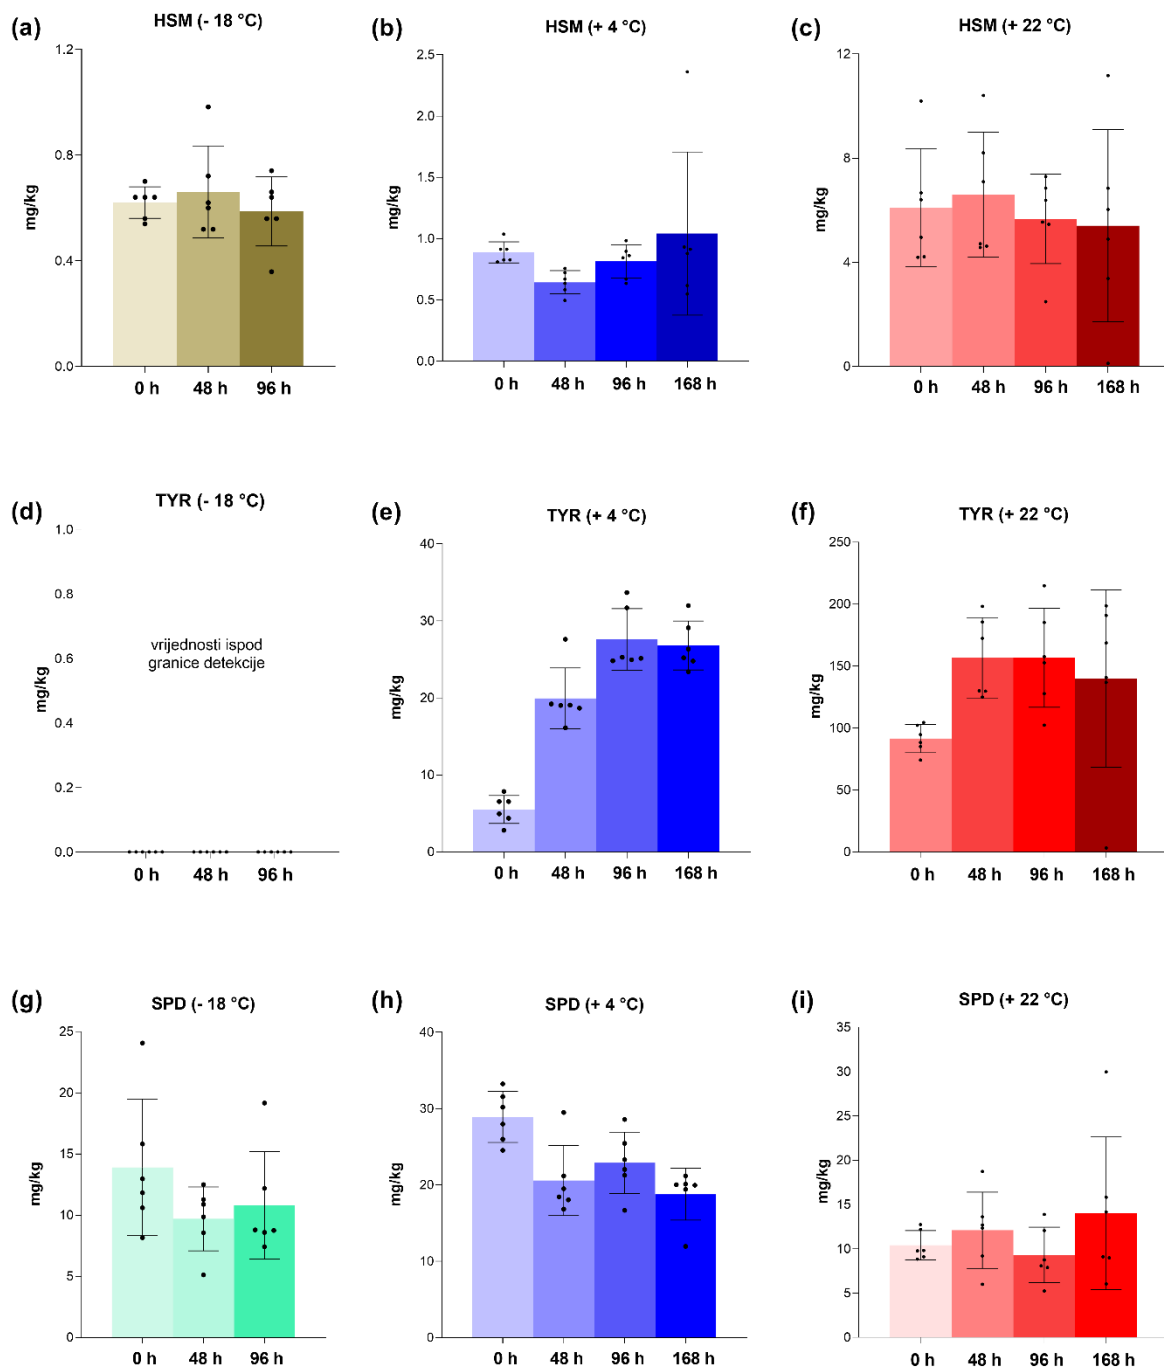 (a)
HSM (- 18 °C)
mg/kg
1.2
0.8
0.4
0.0
0 h
48 h
96 h
(b)
HSM (+ 4 °C)
mg/kg
2.5
2.0
1.5
1.0
0.5
0.0
0 h
48 h
96 h
168 h
(c)
HSM (+ 22 °C)
mg/kg
12
8
4
0
0 h
48 h
96 h
168 h
(d)
TYR (- 18 °C)
mg/kg
1.0
0.8
0.6
0.4
0.2
0.0
vrijednosti ispod
granice detekcije
0 h
48 h
96 h
(e)
TYR (+ 4 °C)
mg/kg
40
30
20
10
0
0 h
48 h
96 h
168 h
(f)
TYR (+ 22 °C)
mg/kg
250
200
150
100
50
0
0 h
48 h
96 h
168 h
(g)
SPD (- 18 °C)
mg/kg
25
20
15
10
5
0
0 h
48 h
96 h
(h)
SPD (+ 4 °C)
mg/kg
40
30
20
10
0
0 h
48 h
96 h
168 h
(i)
SPD (+ 22 °C)
mg/kg
35
30
25
20
15
10
5
0
0 h
48 h
96 h
168 h